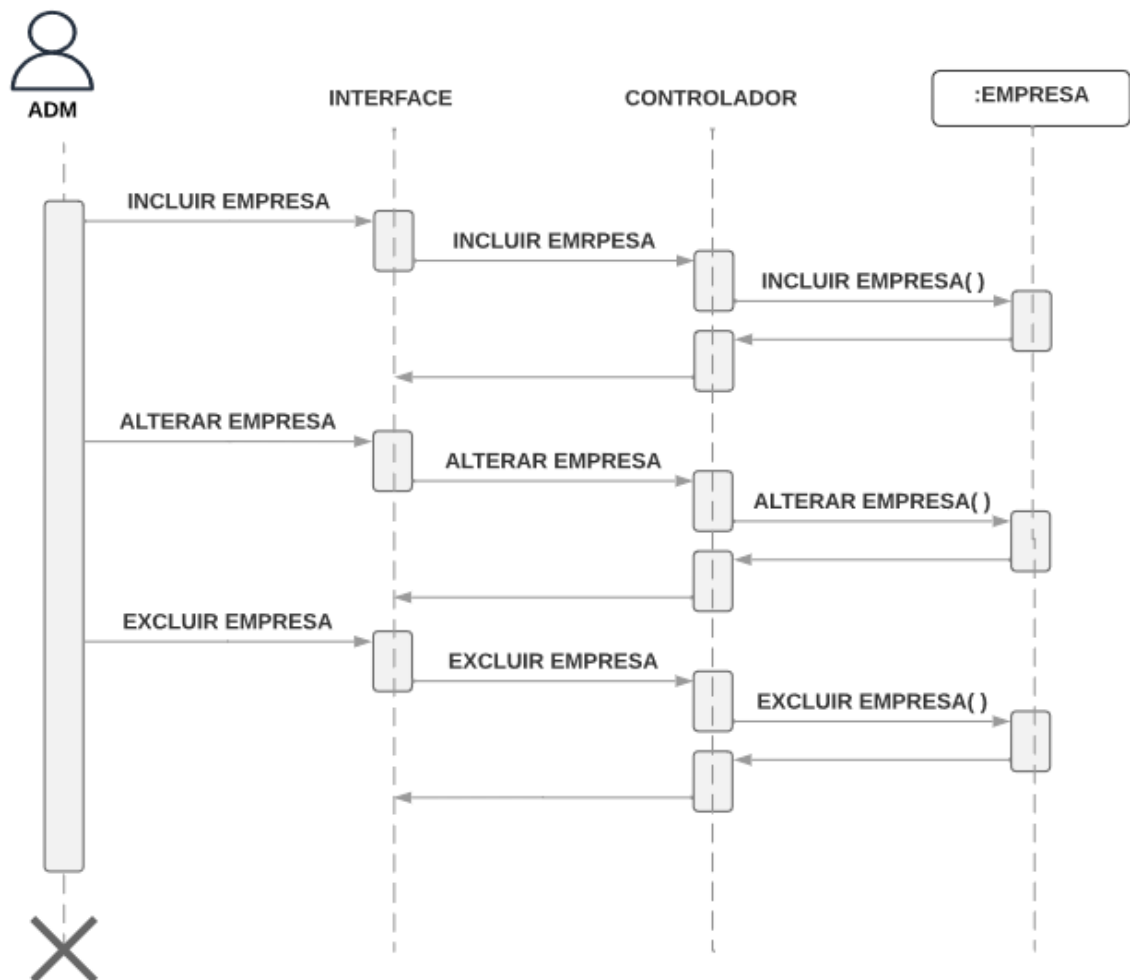 ADM
INTERFACE
CONTROLADOR
:EMPRESA
INCLUIR EMPRESA
INCLUIR EMRPESA
INCLUIR EMPRESA( )
ALTERAR EMPRESA
ALTERAR EMPRESA
ALTERAR EMPRESA( )
EXCLUIR EMPRESA
EXCLUIR EMPRESA
EXCLUIR EMPRESA( )